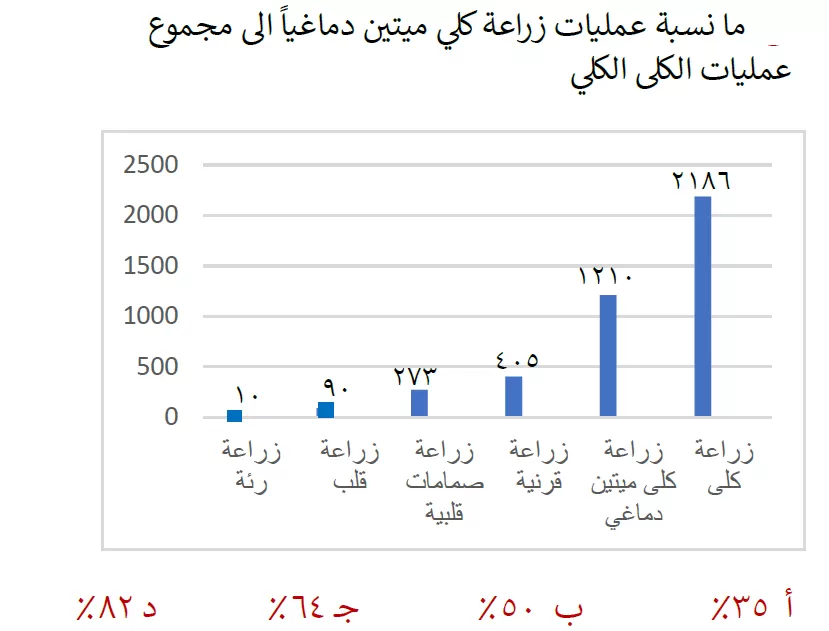 ما نسبة عمليات زراعة كلي ميتين دماغياً الى مجموع
عمليات الكلى الكلي
2500
2000
1500
1000
500
0
٢١٨٦
١٢١٠
٤٠٥
٢٧٣
٩٠
١٠
زراعة كلى
زراعة كلى ميتين دماغي
زراعة قرنية
زراعة صمامات قلبية
زراعة قلب
زراعة رئة
أ ٣٥٪ ب ٥٠٪ جـ ٦٤٪ د ٨٢٪